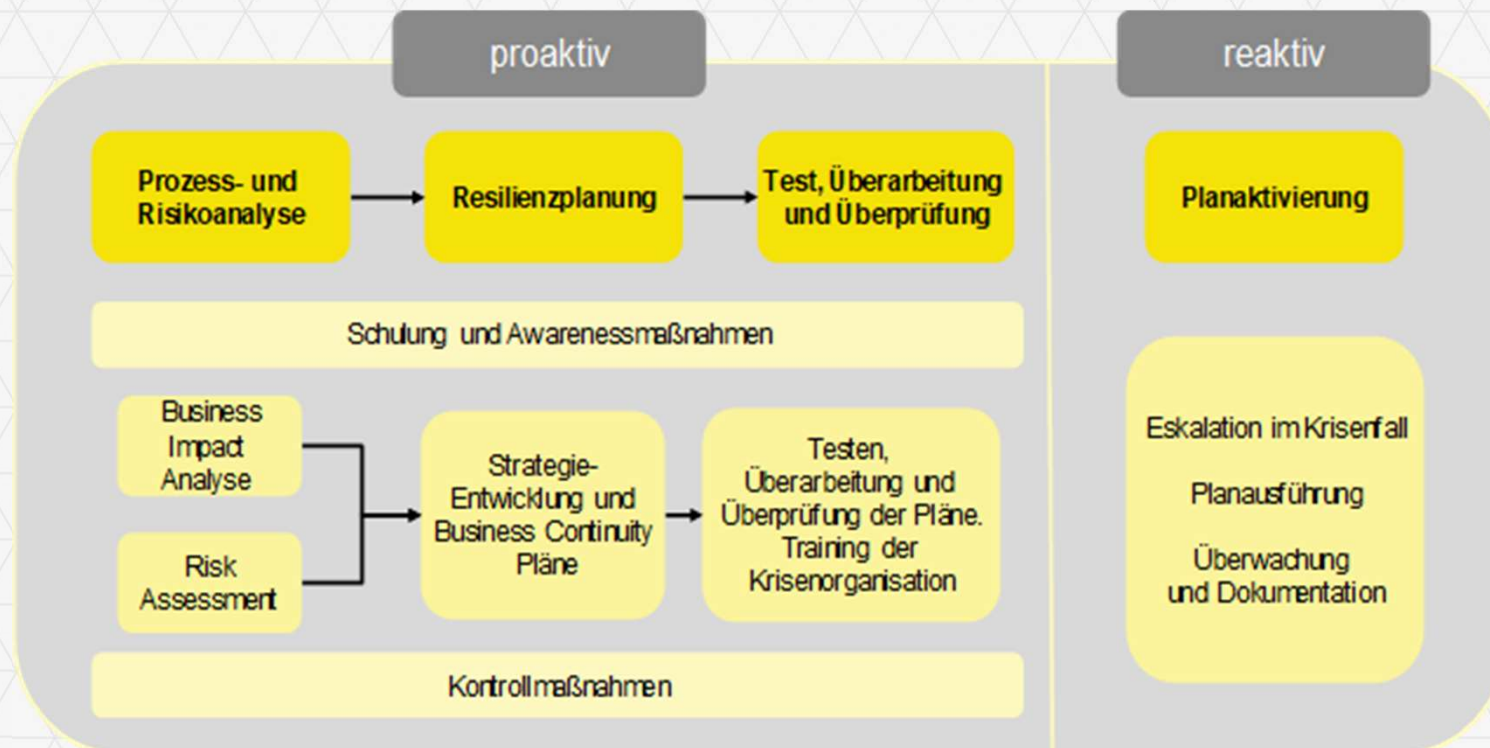 proaktiv
reaktiv
Prozess- und
Risikoanalyse
Resilienzplanung
Test, Überarbeitung
und Überprüfung
Planaktivierung
Schulung und Awarenessmaßnahmen
Business
Impact
Analyse
Risk
Assessment
Strategie-
Entwicklung und
Business Continuity
Pläne
Testen,
Überarbeitung und
Überprüfung der Pläne.
Training der
Krisenorganisation
Eskalation im Krisenfall
Planausführung
Überwachung
und Dokumentation
Kontrollmaßnahmen